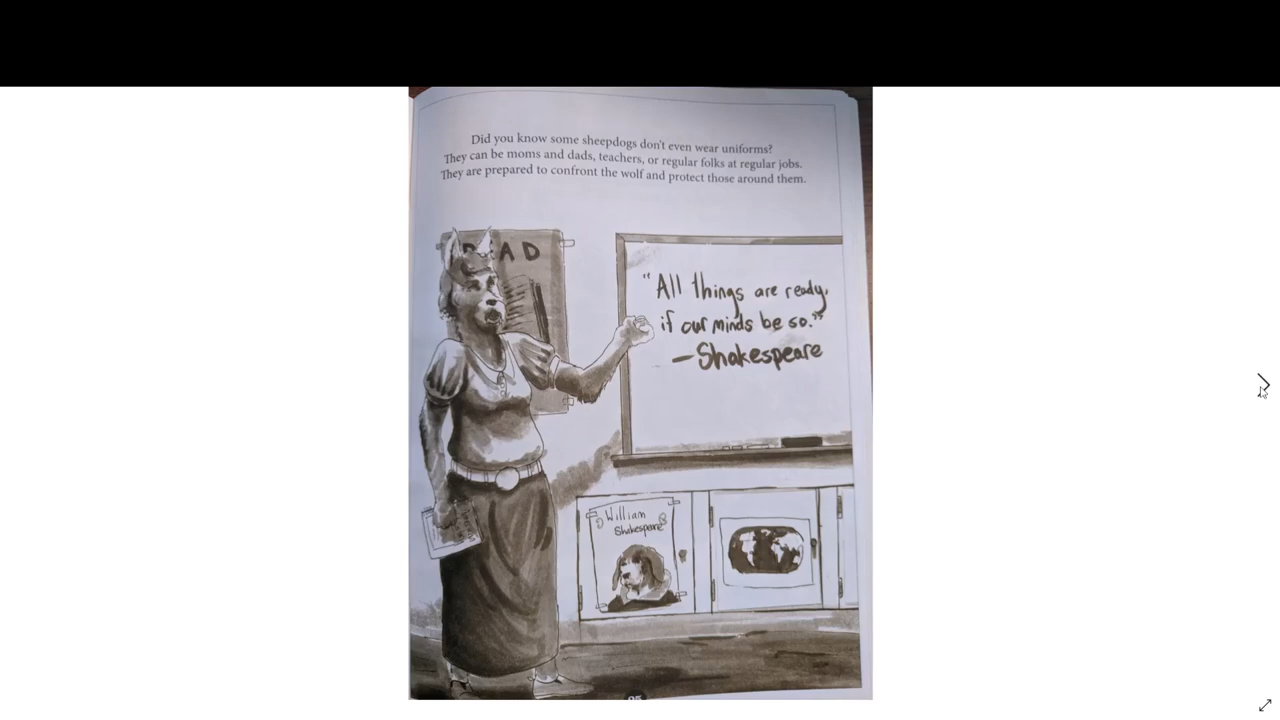 Did you know some sheepdogs don't even wear uniforms?
They can be moms and dads, teachers, or regular folks at regular jobs.
They are prepared to confront the wolf and protect those around them.
AD
"All things are ready,
if our minds be so."
—Shakespeare
William
Shakespeare